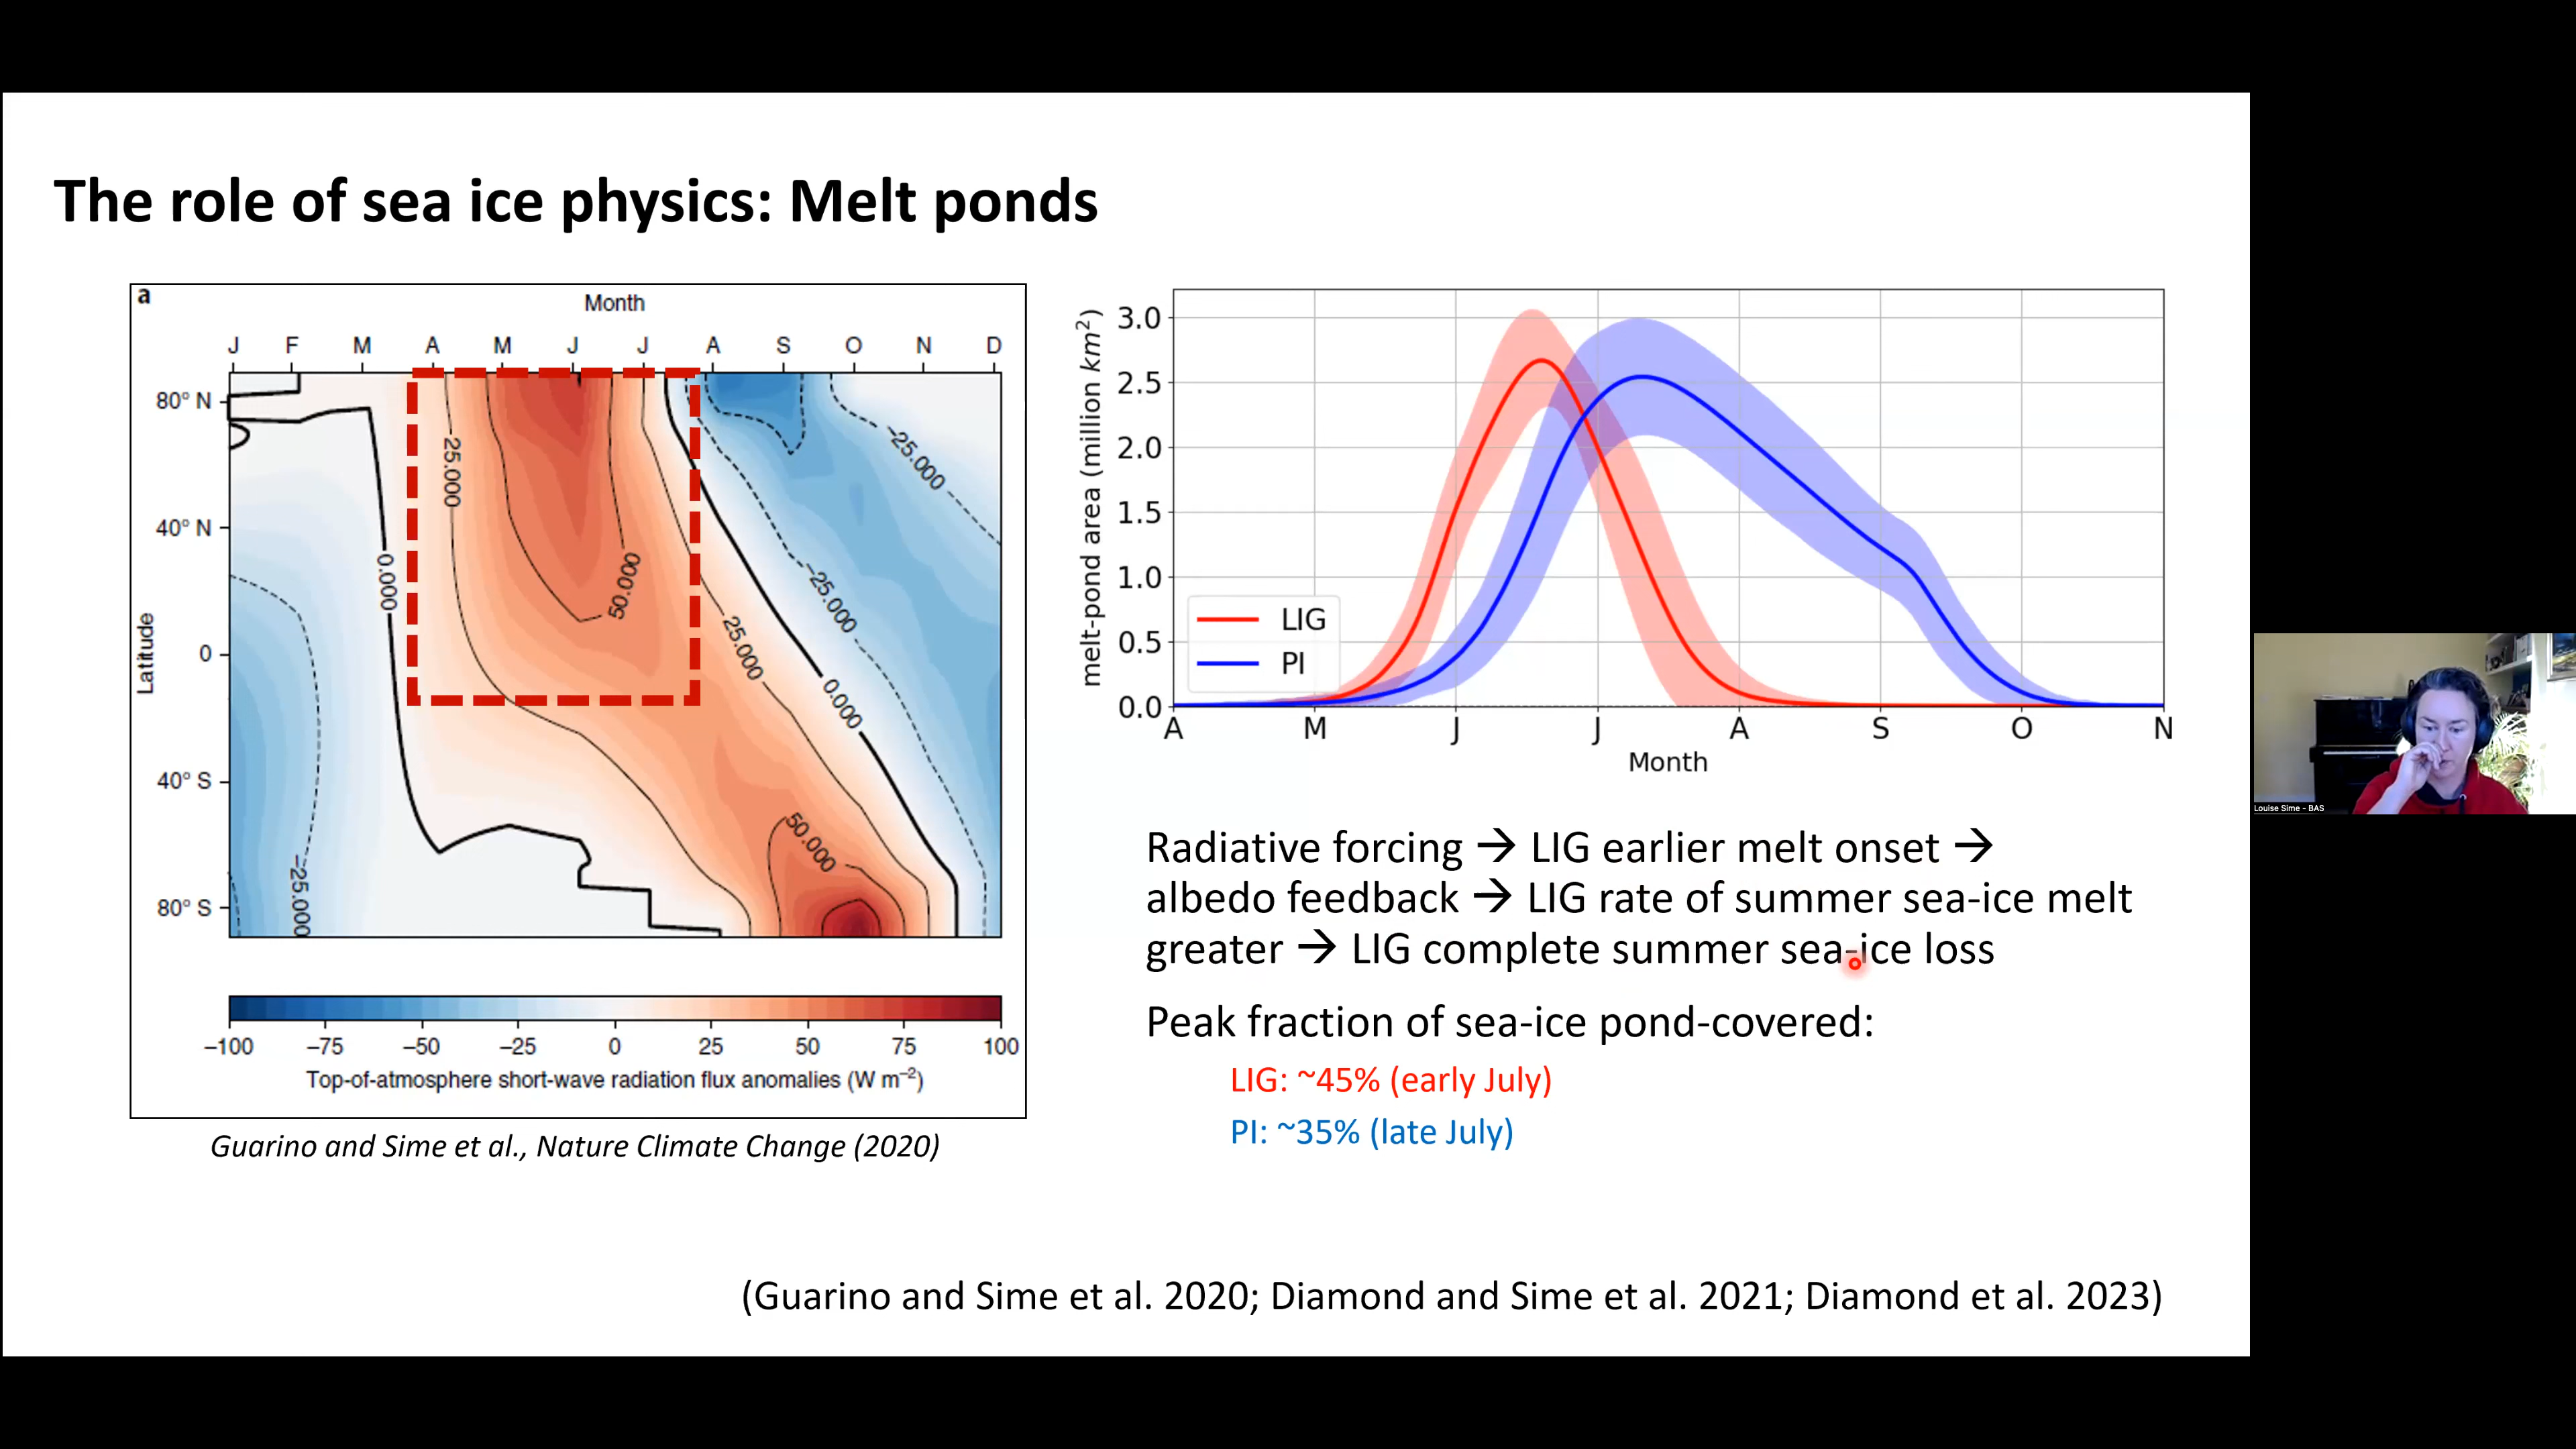 The role of sea ice physics: Melt ponds
a
Month
J F M A M J J A S O N D
80° N
40° N
0
40° S
80° S
Latitude
25.000
50.000
0.000
25.000
0.000
50.000
−25.000
−25.000
−25.000
−100 −75 −50 −25 0 25 50 75 100
Top-of-atmosphere short-wave radiation flux anomalies (W m⁻²)
Guarino and Sime et al., Nature Climate Change (2020)
melt-pond area (million km²)
3.0
2.5
2.0
1.5
1.0
0.5
0.0
LIG
PI
A M J J A S O N
Month
Radiative forcing → LIG earlier melt onset →
albedo feedback → LIG rate of summer sea-ice melt
greater → LIG complete summer sea-ice loss
Peak fraction of sea-ice pond-covered:
LIG: ~45% (early July)
PI: ~35% (late July)
(Guarino and Sime et al. 2020; Diamond and Sime et al. 2021; Diamond et al. 2023)
Louise Sime - BAS